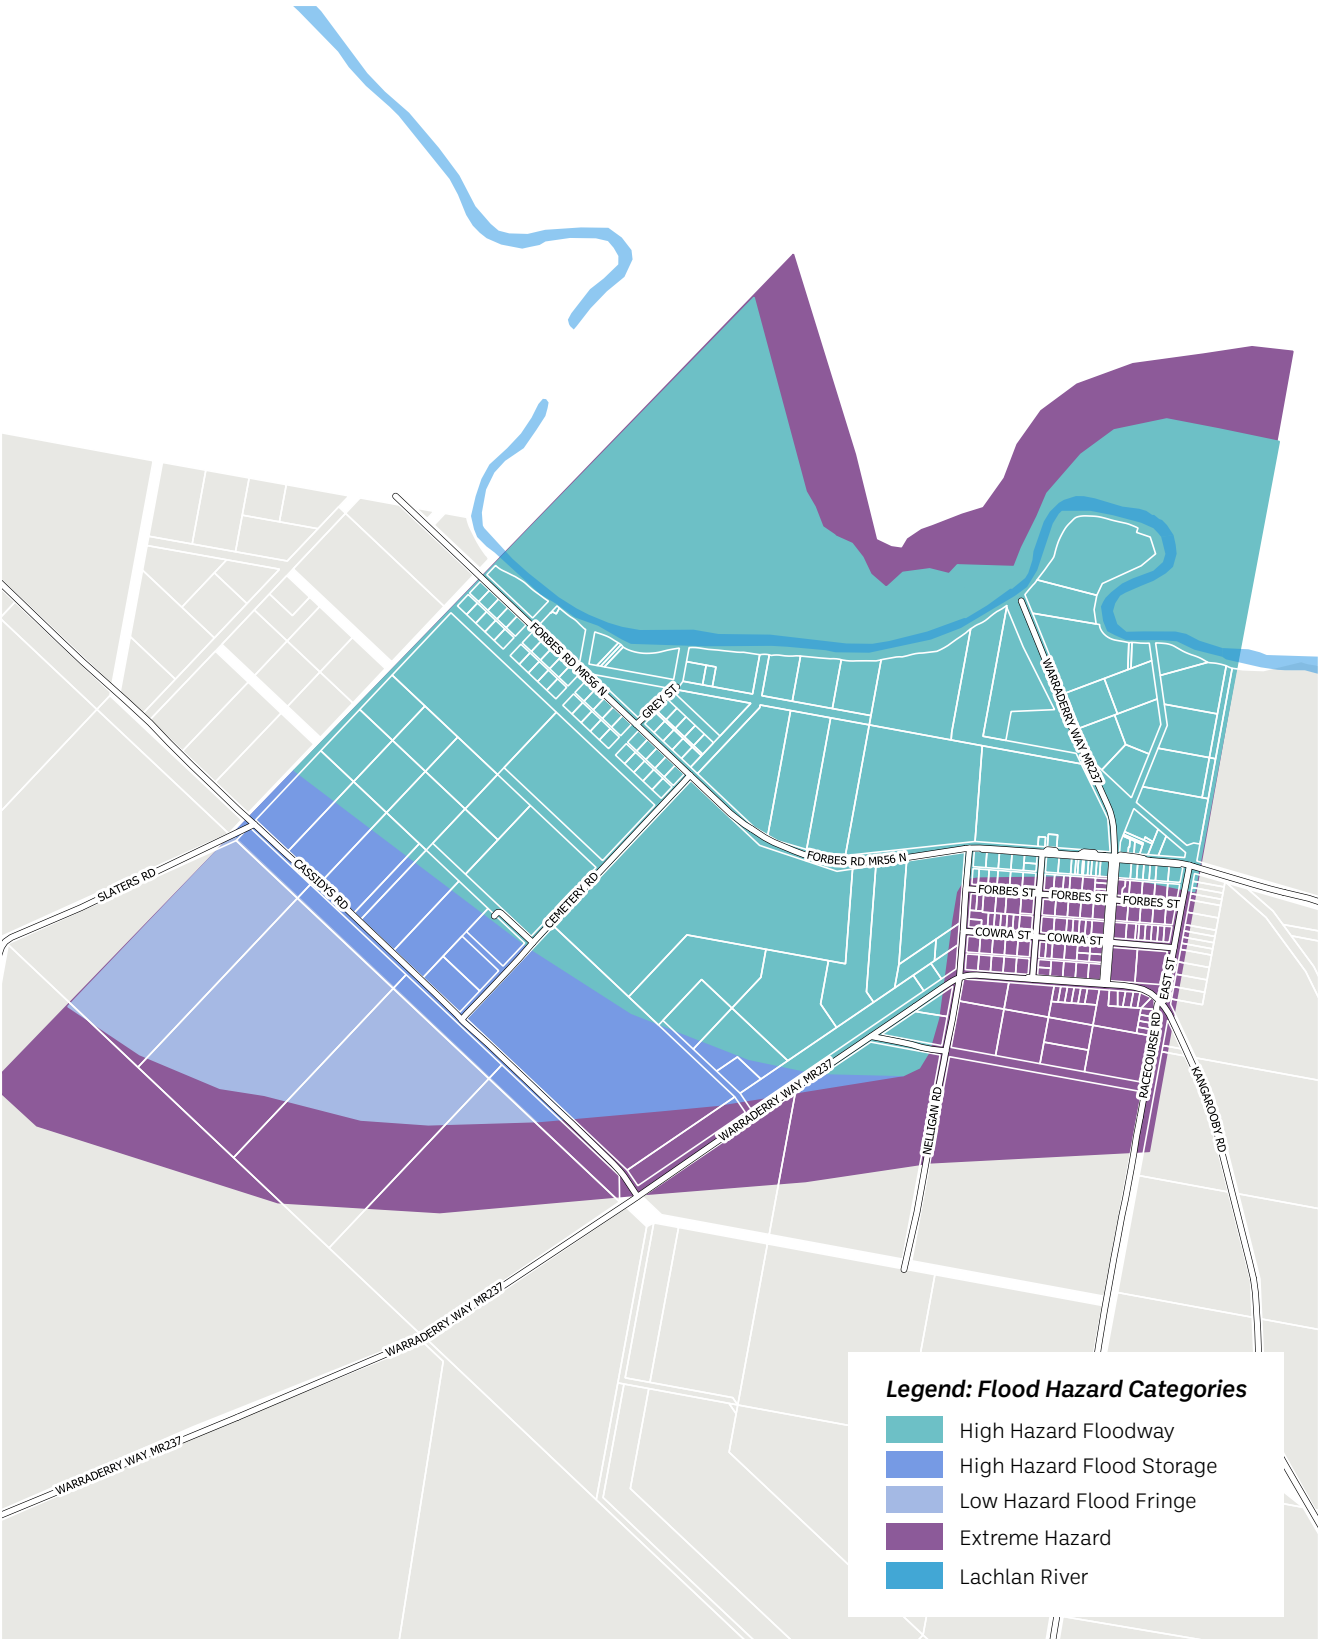 FORBES RD MR56 N
GREY ST
WARRADERRY WAY MR237
FORBES RD MR56 N
SLATERS RD
CASSIDYS RD
CEMETERY RD
FORBES ST
FORBES ST
FORBES ST
COWRA ST
COWRA ST
EAST ST
RACECOURSE RD
KANGAROOBY RD
NELLIGAN RD
WARRADERRY WAY MR237
WARRADERRY WAY MR237
WARRADERRY WAY MR237
Legend: Flood Hazard Categories
High Hazard Floodway
High Hazard Flood Storage
Low Hazard Flood Fringe
Extreme Hazard
Lachlan River